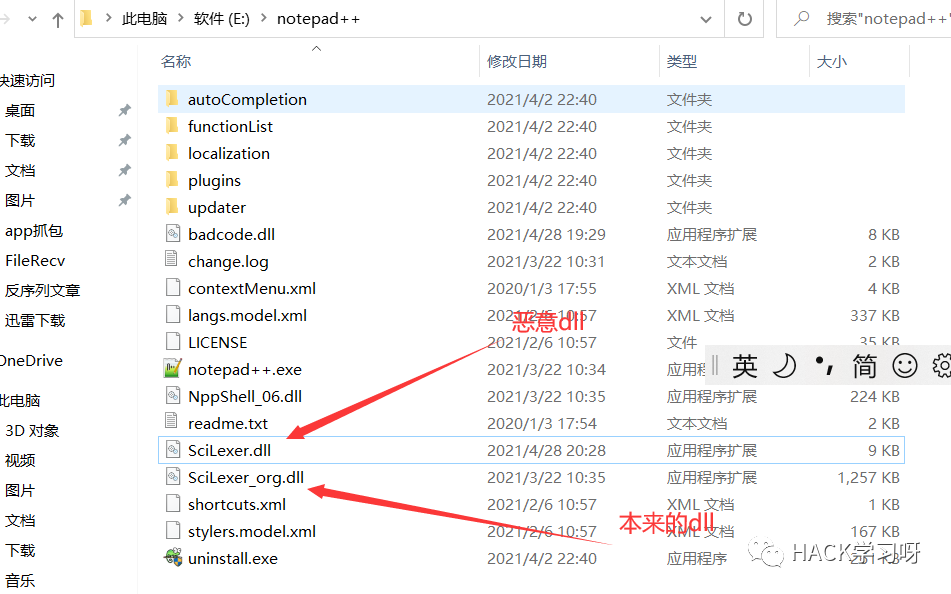 此电脑 > 软件 (E:) > notepad++
搜索"notepad++"
名称 修改日期 类型 大小
快速访问
桌面
下载
文档
图片
app抓包
FileRecv
反序列文章
迅雷下载
OneDrive
此电脑
3D 对象
视频
图片
文档
下载
音乐
autoCompletion 2021/4/2 22:40 文件夹
functionList 2021/4/2 22:40 文件夹
localization 2021/4/2 22:40 文件夹
plugins 2021/4/2 22:40 文件夹
updater 2021/4/2 22:40 文件夹
badcode.dll 2021/4/28 19:29 应用程序扩展 8 KB
change.log 2021/3/22 10:31 文本文档 2 KB
contextMenu.xml 2020/1/3 17:55 XML 文档 4 KB
langs.model.xml 2021/2/6 10:57 XML 文档 337 KB
恶意dll
LICENSE 2021/2/6 10:57 文件 35 KB
notepad++.exe 2021/3/22 10:34 应用程
英 简
NppShell_06.dll 2021/3/22 10:35 应用程序扩展 224 KB
readme.txt 2020/1/3 17:54 文本文档 2 KB
SciLexer.dll 2021/4/28 20:28 应用程序扩展 9 KB
SciLexer_org.dll 2021/3/22 10:35 应用程序扩展 1,257 KB
shortcuts.xml 2021/2/6 10:57 XML 文档 1 KB
本来的dll
stylers.model.xml 2021/2/6 10:57 XML 文档 167 KB
uninstall.exe 2021/4/2 22:40 应用程序
HACK学习呀